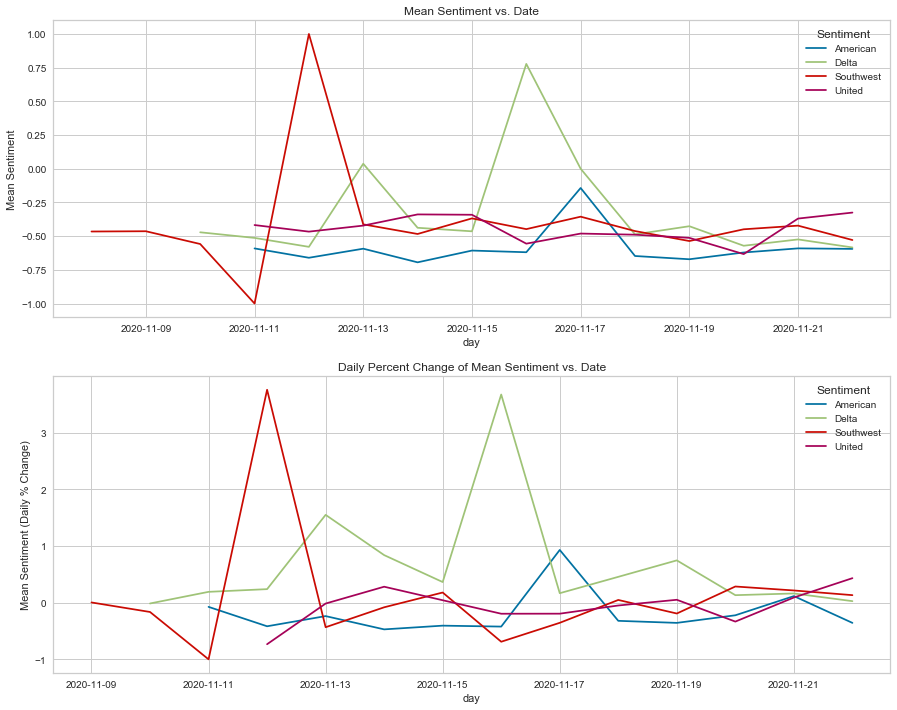 Mean Sentiment vs. Date
Mean Sentiment
1.00
0.75
0.50
0.25
0.00
−0.25
−0.50
−0.75
−1.00
Sentiment
American
Delta
Southwest
United
2020-11-09 2020-11-11 2020-11-13 2020-11-15 2020-11-17 2020-11-19 2020-11-21
day
Daily Percent Change of Mean Sentiment vs. Date
Mean Sentiment (Daily % Change)
3
2
1
0
−1
Sentiment
American
Delta
Southwest
United
2020-11-09 2020-11-11 2020-11-13 2020-11-15 2020-11-17 2020-11-19 2020-11-21
day